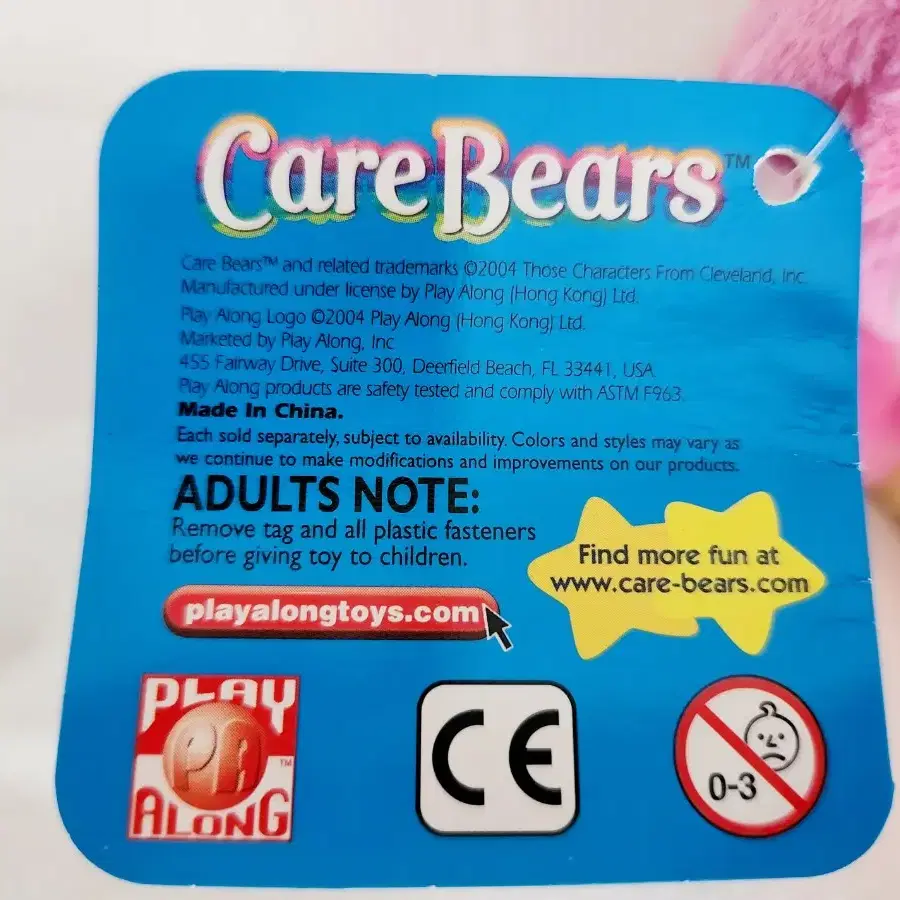 Care Bears™
Care Bears™ and related trademarks ©2004 Those Characters From Cleveland, Inc.
Manufactured under license by Play Along (Hong Kong) Ltd.
Play Along Logo ©2004 Play Along (Hong Kong) Ltd.
Marketed by Play Along, Inc
455 Fairway Drive, Suite 300, Deerfield Beach, FL 33441, USA
Play Along products are safety tested and comply with ASTM F963.
Made In China.
Each sold separately, subject to availability. Colors and styles may vary as
we continue to make modifications and improvements on our products.
ADULTS NOTE:
Remove tag and all plastic fasteners
before giving toy to children.
Find more fun at
www.care-bears.com
playalongtoys.com
PLAY
PA
™
ALONG
CE
0-3